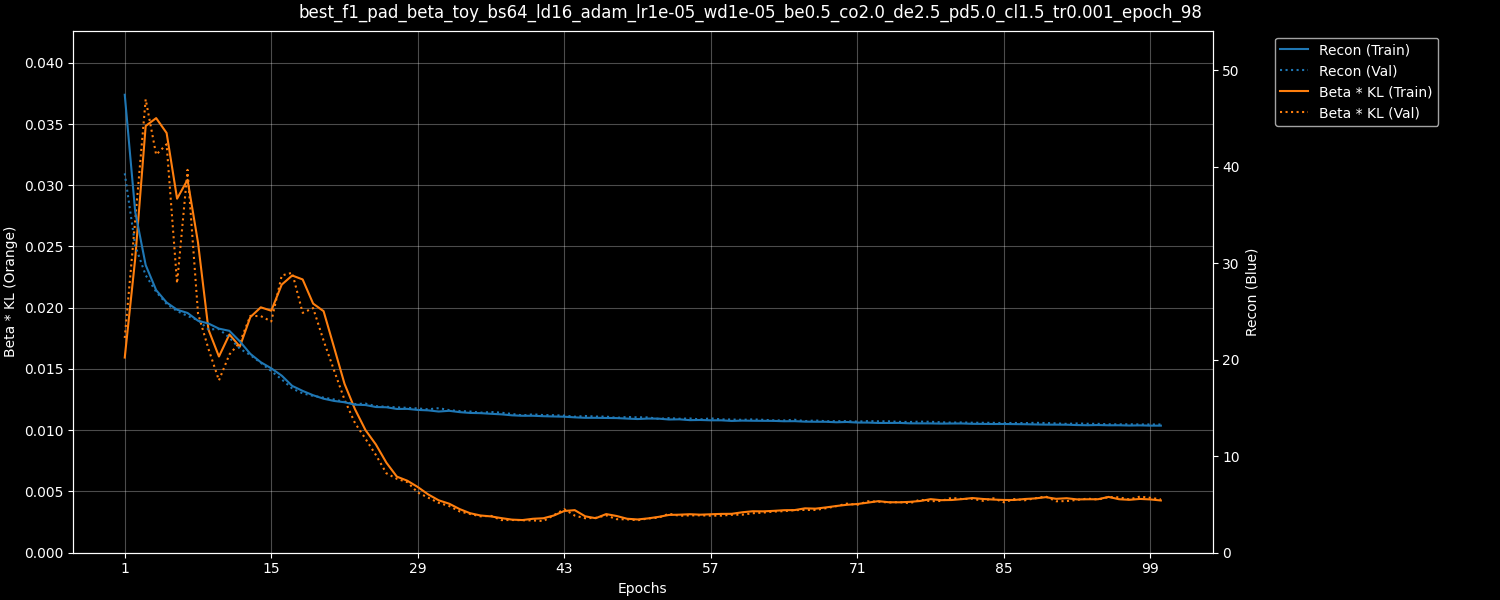 best_f1_pad_beta_toy_bs64_ld16_adam_lr1e-05_wd1e-05_be0.5_co2.0_de2.5_pd5.0_cl1.5_tr0.001_epoch_98
Beta * KL (Orange)
0.040
0.035
0.030
0.025
0.020
0.015
0.010
0.005
0.000
1 15 29 43 57 71 85 99
Epochs
50
40
30
20
10
0
Recon (Blue)
Recon (Train)
Recon (Val)
Beta * KL (Train)
Beta * KL (Val)